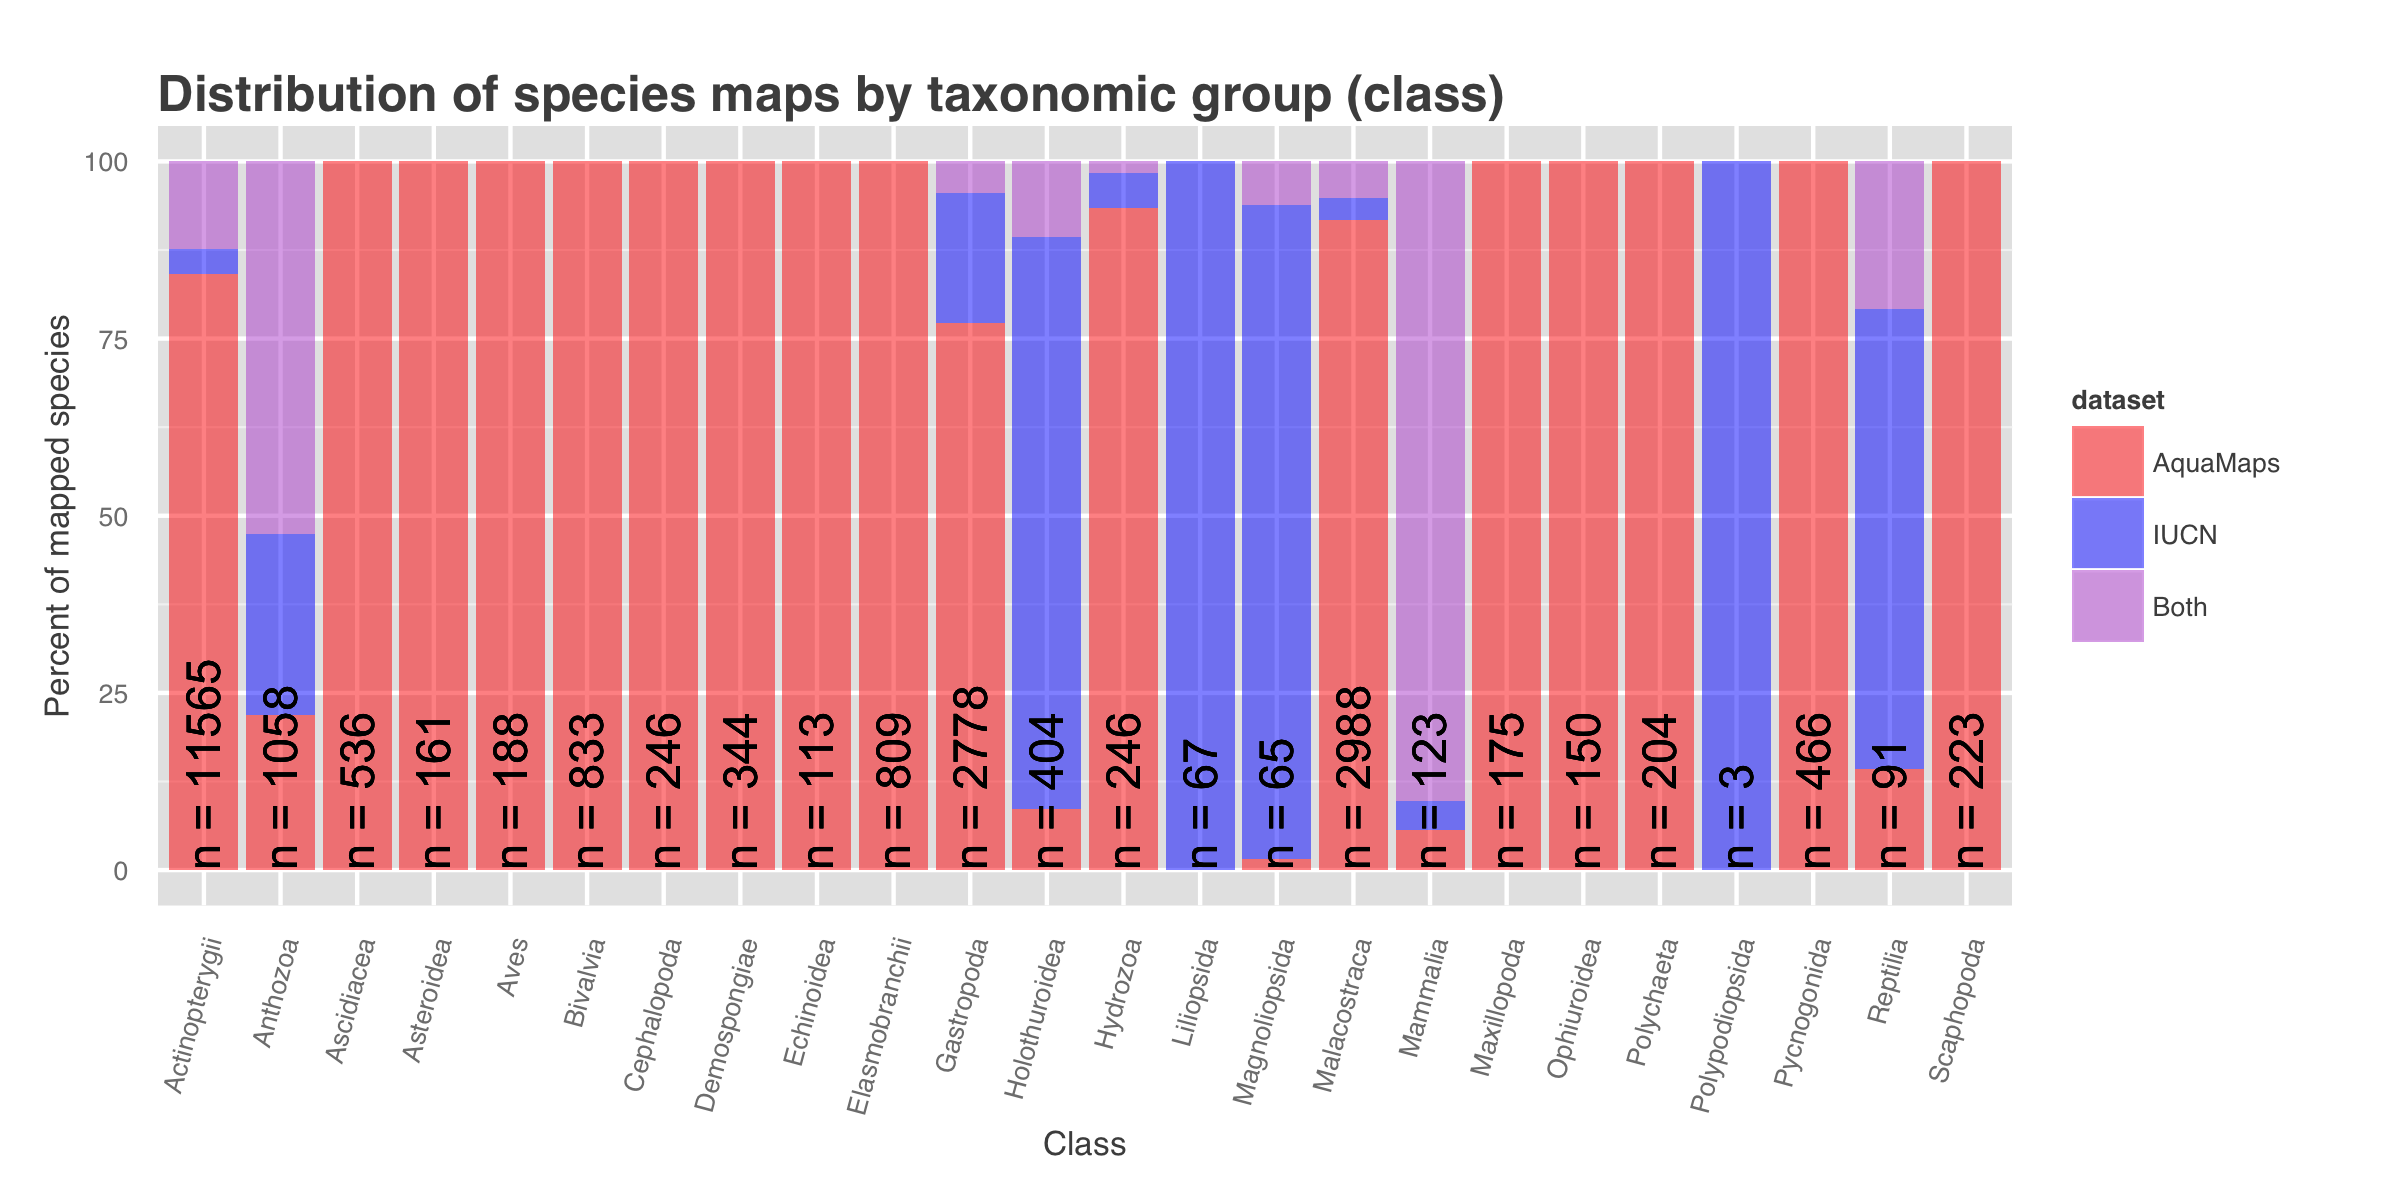 Distribution of species maps by taxonomic group (class)
Percent of mapped species
100
75
50
25
0
n = 11565
n = 1058
n = 536
n = 161
n = 188
n = 833
n = 246
n = 344
n = 113
n = 809
n = 2778
n = 404
n = 246
n = 67
n = 65
n = 2988
n = 123
n = 175
n = 150
n = 204
n = 3
n = 466
n = 91
n = 223
Actinopterygii
Anthozoa
Ascidiacea
Asteroidea
Aves
Bivalvia
Cephalopoda
Demospongiae
Echinoidea
Elasmobranchii
Gastropoda
Holothuroidea
Hydrozoa
Liliopsida
Magnoliopsida
Malacostraca
Mammalia
Maxillopoda
Ophiuroidea
Polychaeta
Polypodiopsida
Pycnogonida
Reptilia
Scaphopoda
Class
dataset
AquaMaps
IUCN
Both